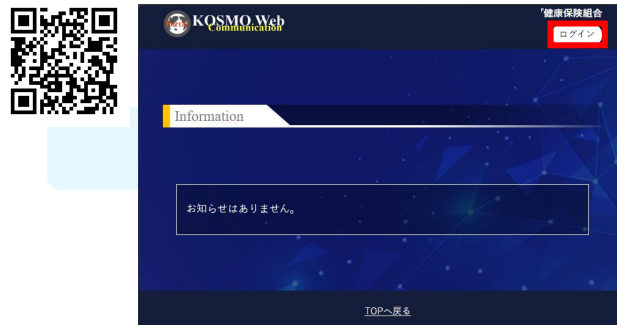 KOSMO Web
Communication
健康保険組合
ログイン
Information
お知らせはありません。
TOPへ戻る